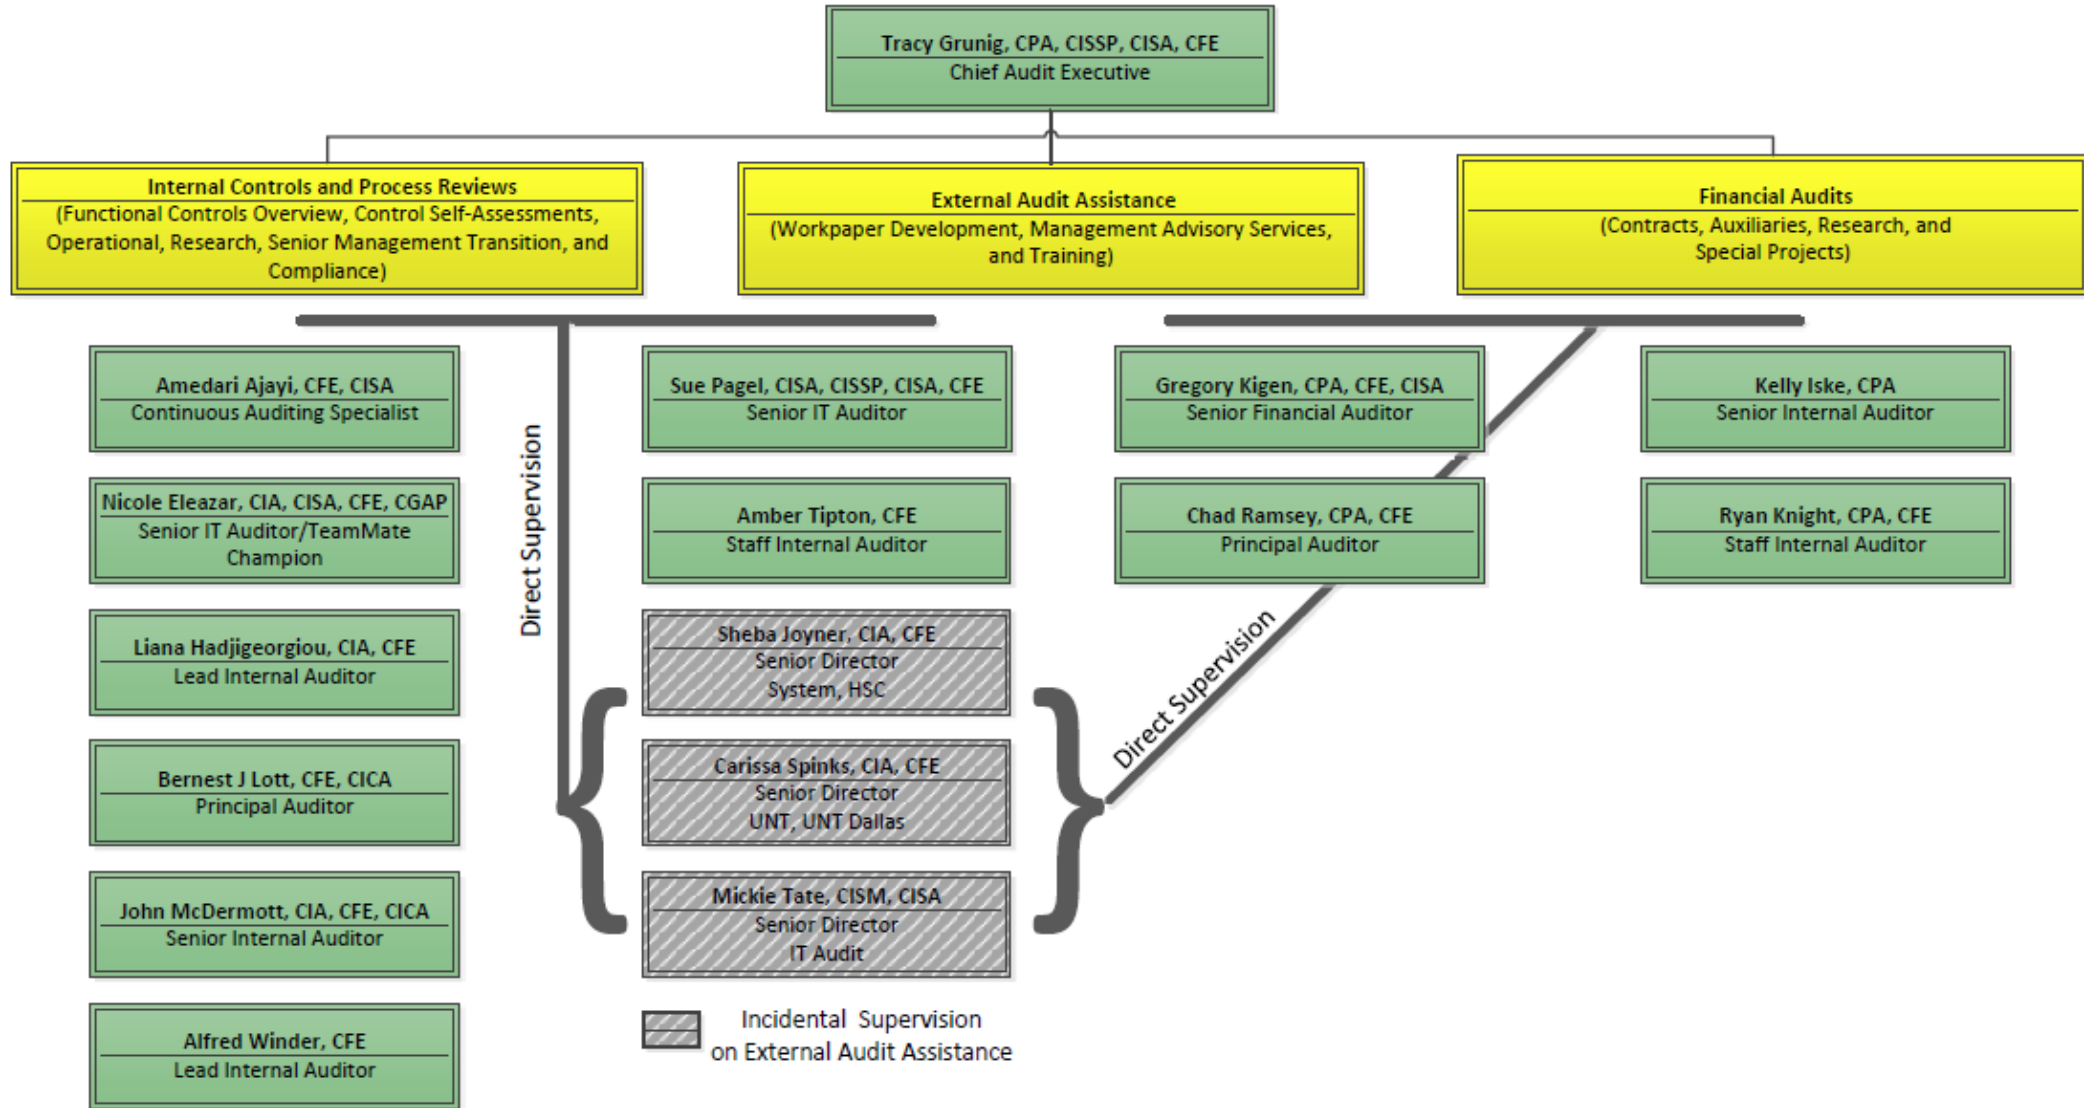 Tracy Grunig, CPA, CISSP, CISA, CFE
Chief Audit Executive
Internal Controls and Process Reviews
(Functional Controls Overview, Control Self-Assessments,
Operational, Research, Senior Management Transition, and
Compliance)
External Audit Assistance
(Workpaper Development, Management Advisory Services,
and Training)
Financial Audits
(Contracts, Auxiliaries, Research, and
Special Projects)
Amedari Ajayi, CFE, CISA
Continuous Auditing Specialist
Nicole Eleazar, CIA, CISA, CFE, CGAP
Senior IT Auditor/TeamMate
Champion
Liana Hadjigeorgiou, CIA, CFE
Lead Internal Auditor
Bernest J Lott, CFE, CICA
Principal Auditor
John McDermott, CIA, CFE, CICA
Senior Internal Auditor
Alfred Winder, CFE
Lead Internal Auditor
Direct Supervision
Sue Pagel, CISA, CISSP, CISA, CFE
Senior IT Auditor
Amber Tipton, CFE
Staff Internal Auditor
Sheba Joyner, CIA, CFE
Senior Director
System, HSC
Carissa Spinks, CIA, CFE
Senior Director
UNT, UNT Dallas
Mickie Tate, CISM, CISA
Senior Director
IT Audit
Incidental Supervision
on External Audit Assistance
Gregory Kigen, CPA, CFE, CISA
Senior Financial Auditor
Chad Ramsey, CPA, CFE
Principal Auditor
Direct Supervision
Kelly Iske, CPA
Senior Internal Auditor
Ryan Knight, CPA, CFE
Staff Internal Auditor